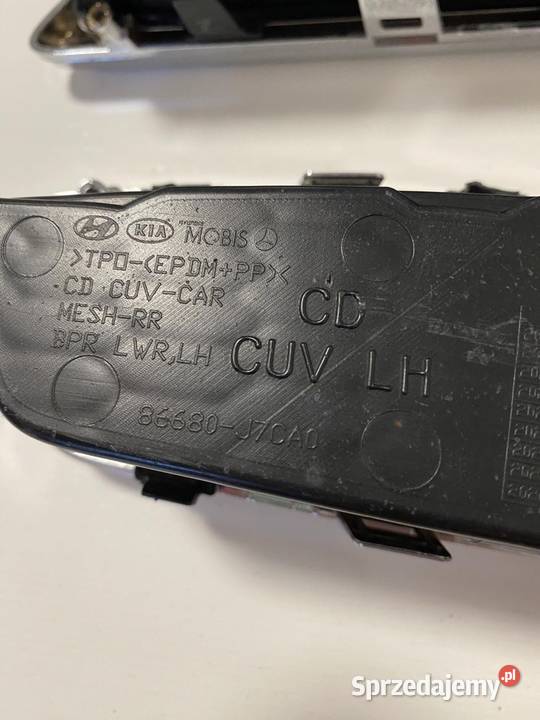 KIA MOBIS
>TPO-(EPDM+PP)<
CD CUV-CAR
MESH-RR
BPR LWR,LH
CD
CUV LH
86680-J7CA0
Sprzedajemy.pl